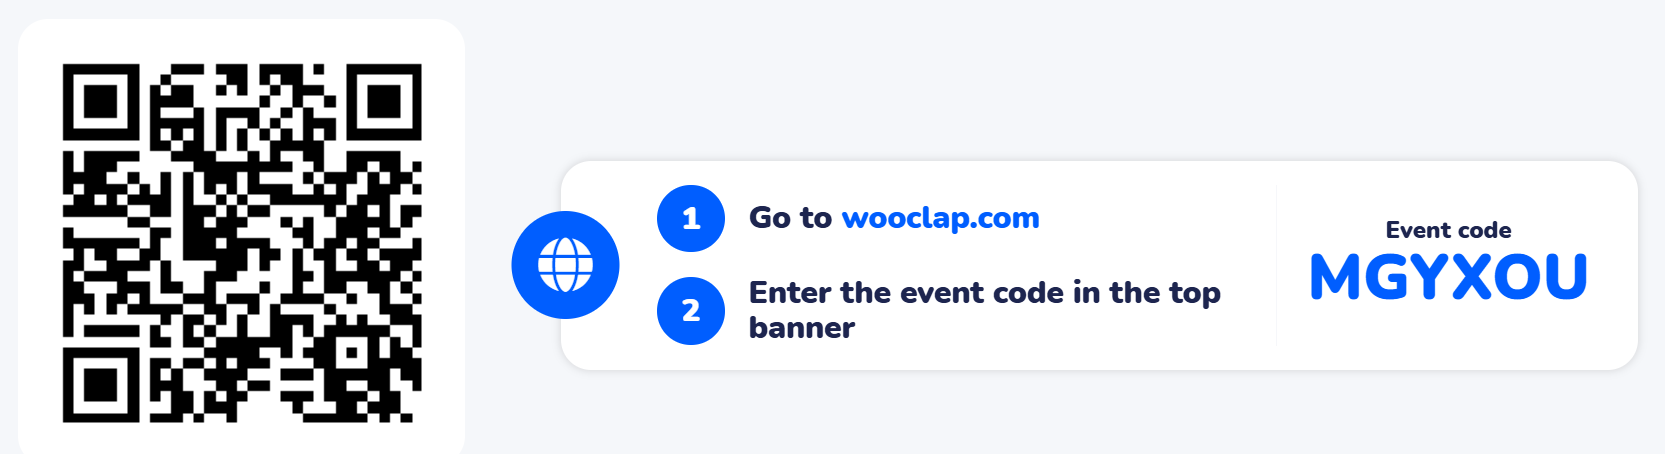 1 Go to wooclap.com
2 Enter the event code in the top
banner
Event code
MGYXOU